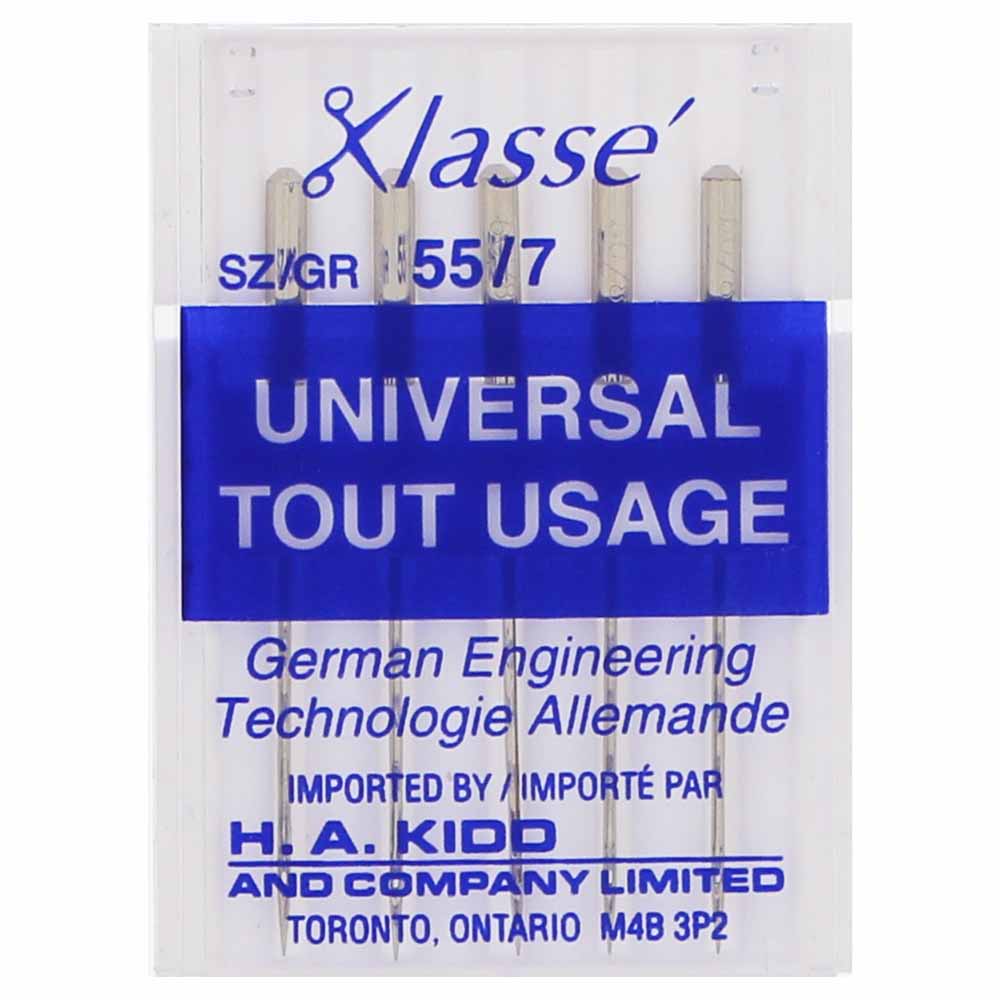 Klassé
SZ/GR 55/7
UNIVERSAL
TOUT USAGE
German Engineering
Technologie Allemande
IMPORTED BY / IMPORTÉ PAR
H. A. KIDD
AND COMPANY LIMITED
TORONTO, ONTARIO M4B 3P2